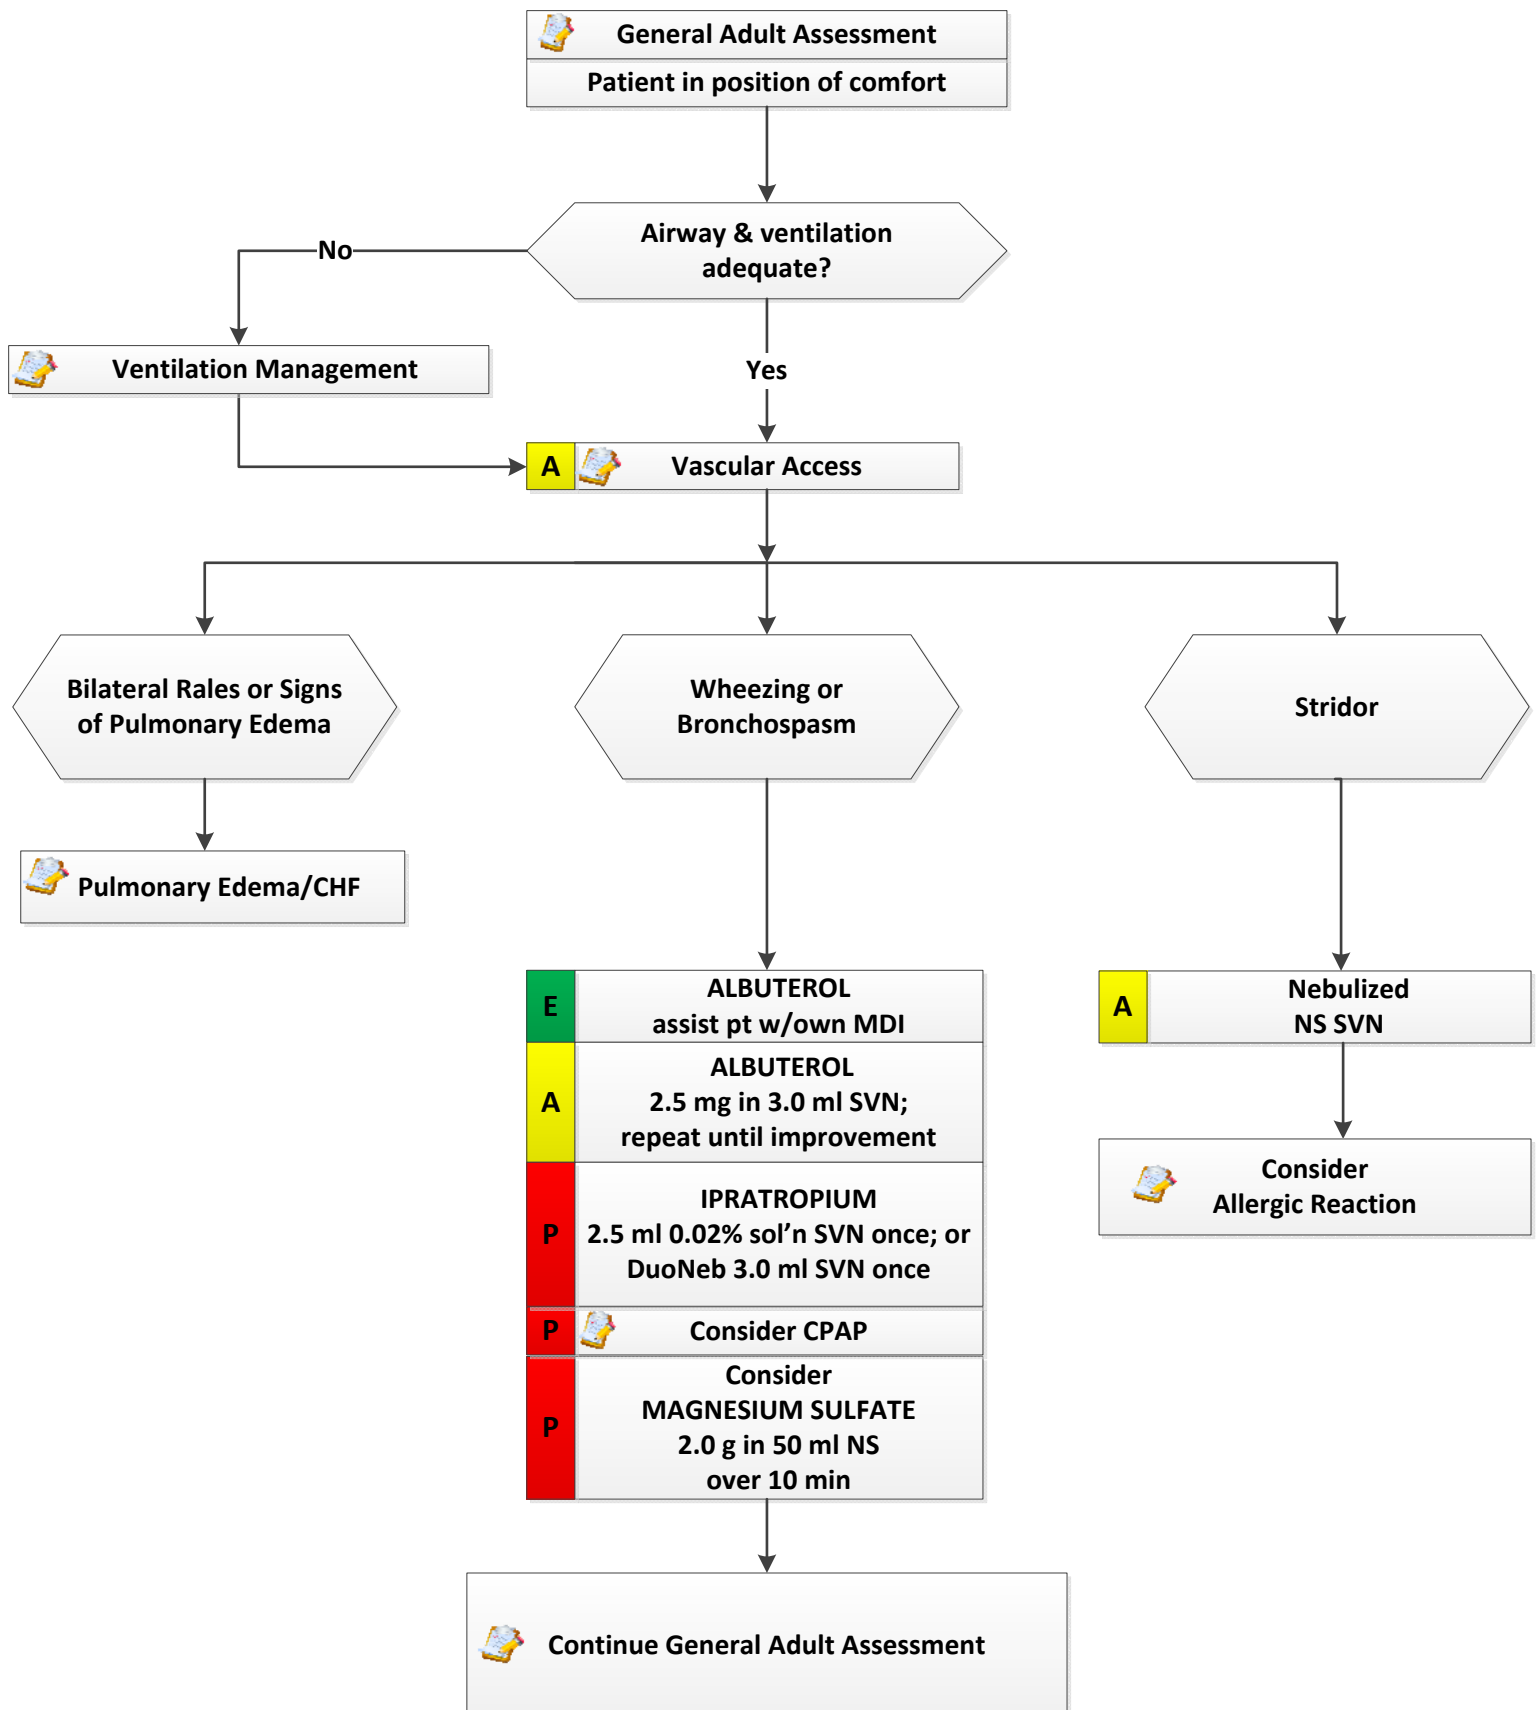 General Adult Assessment
Patient in position of comfort
Airway & ventilation
adequate?
No
Ventilation Management
Yes
A
Vascular Access
Bilateral Rales or Signs
of Pulmonary Edema
Wheezing or
Bronchospasm
Stridor
Pulmonary Edema/CHF
E
ALBUTEROL
assist pt w/own MDI
A
ALBUTEROL
2.5 mg in 3.0 ml SVN;
repeat until improvement
P
IPRATROPIUM
2.5 ml 0.02% sol’n SVN once; or
DuoNeb 3.0 ml SVN once
P
Consider CPAP
P
Consider
MAGNESIUM SULFATE
2.0 g in 50 ml NS
over 10 min
A
Nebulized
NS SVN
Consider
Allergic Reaction
Continue General Adult Assessment